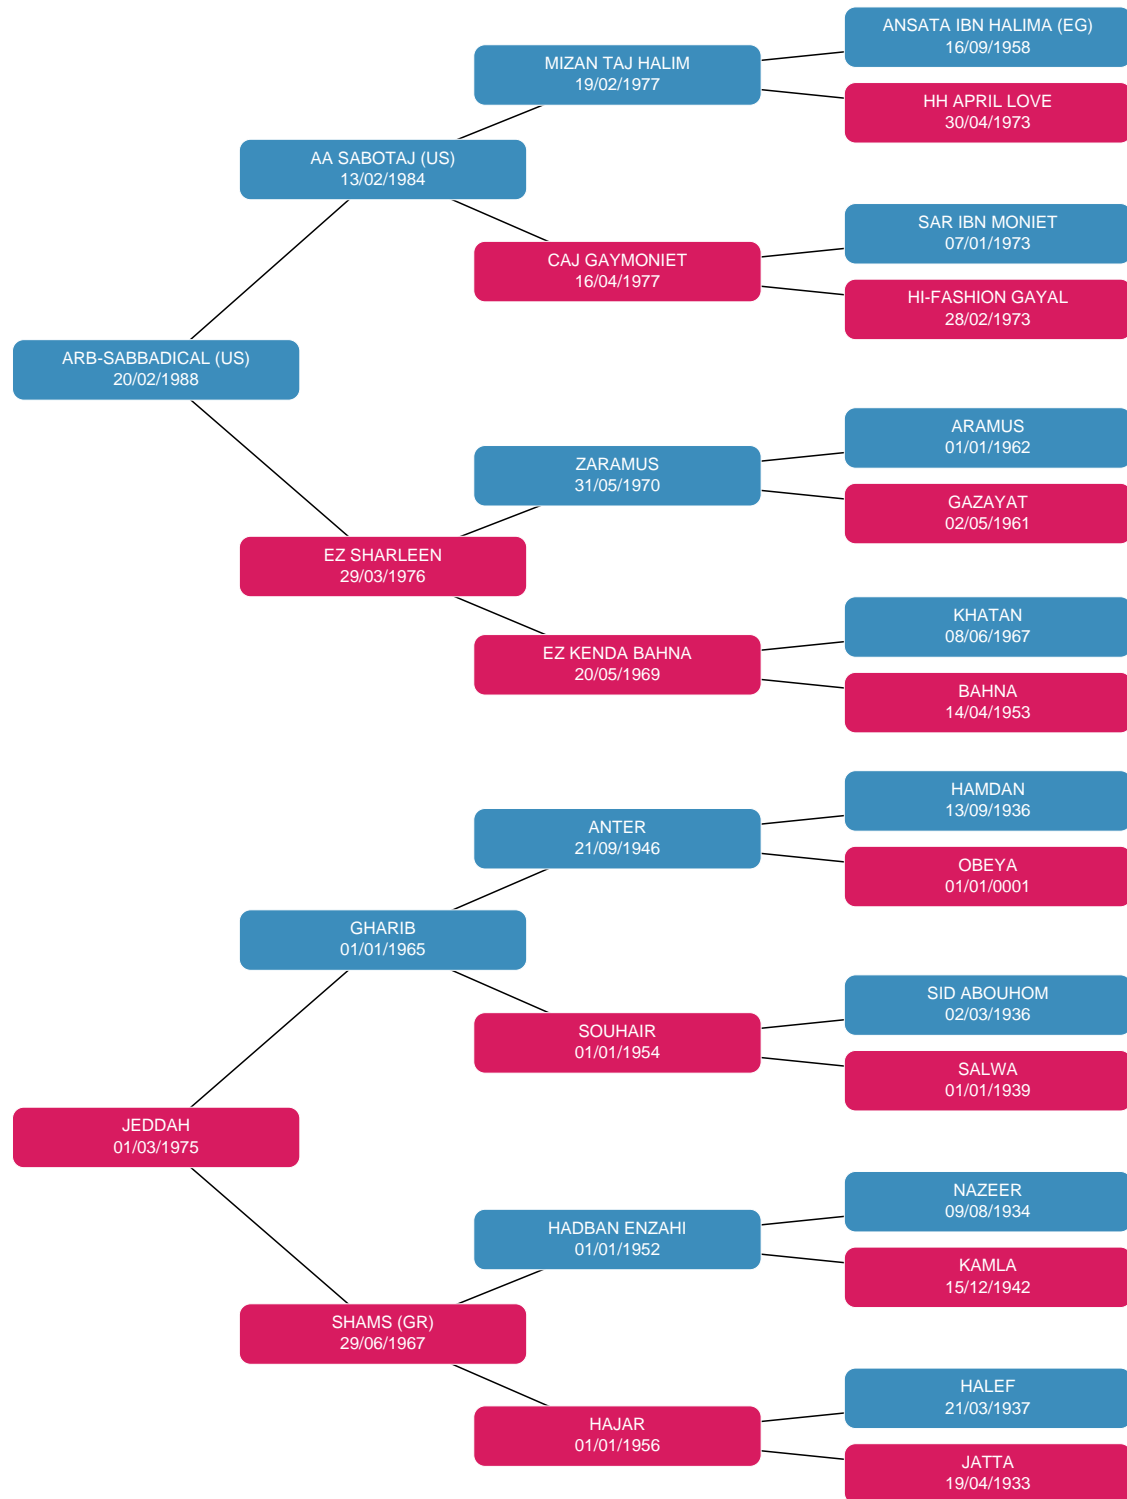 ANSATA IBN HALIMA (EG)
16/09/1958
MIZAN TAJ HALIM
19/02/1977
HH APRIL LOVE
30/04/1973
AA SABOTAJ (US)
13/02/1984
SAR IBN MONIET
07/01/1973
CAJ GAYMONIET
16/04/1977
HI-FASHION GAYAL
28/02/1973
ARB-SABBADICAL (US)
20/02/1988
ARAMUS
01/01/1962
ZARAMUS
31/05/1970
GAZAYAT
02/05/1961
EZ SHARLEEN
29/03/1976
KHATAN
08/06/1967
EZ KENDA BAHNA
20/05/1969
BAHNA
14/04/1953
HAMDAN
13/09/1936
ANTER
21/09/1946
OBEYA
01/01/0001
GHARIB
01/01/1965
SID ABOUHOM
02/03/1936
SOUHAIR
01/01/1954
SALWA
01/01/1939
JEDDAH
01/03/1975
NAZEER
09/08/1934
HADBAN ENZAHI
01/01/1952
KAMLA
15/12/1942
SHAMS (GR)
29/06/1967
HALEF
21/03/1937
HAJAR
01/01/1956
JATTA
19/04/1933